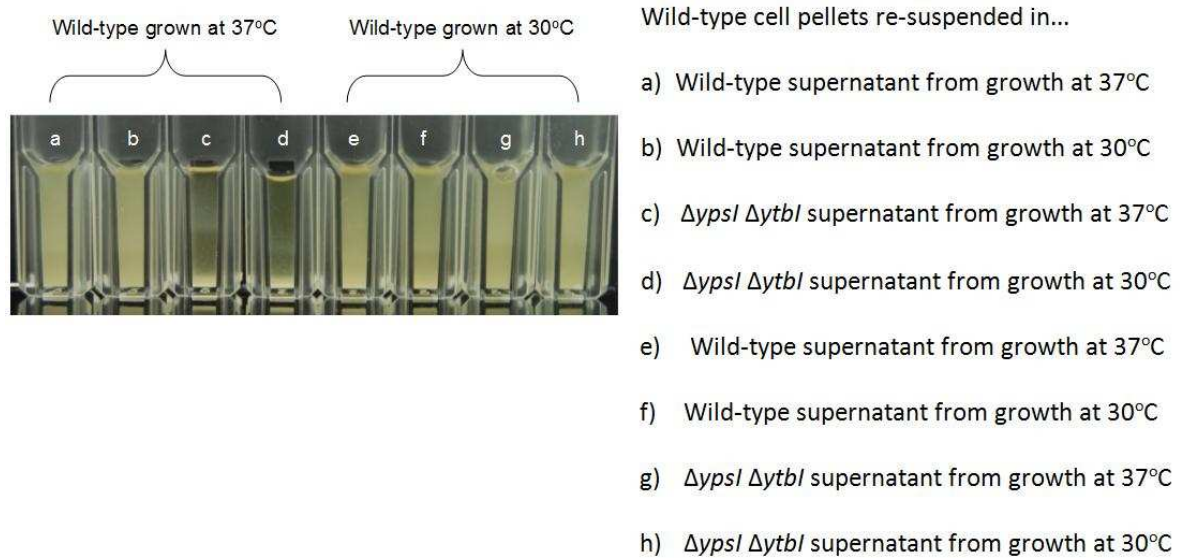 Wild-type grown at 37°C
Wild-type grown at 30°C
a b c d e f g h
Wild-type cell pellets re-suspended in...
a) Wild-type supernatant from growth at 37°C
b) Wild-type supernatant from growth at 30°C
c) ΔypsI ΔytbI supernatant from growth at 37°C
d) ΔypsI ΔytbI supernatant from growth at 30°C
e) Wild-type supernatant from growth at 37°C
f) Wild-type supernatant from growth at 30°C
g) ΔypsI ΔytbI supernatant from growth at 37°C
h) ΔypsI ΔytbI supernatant from growth at 30°C